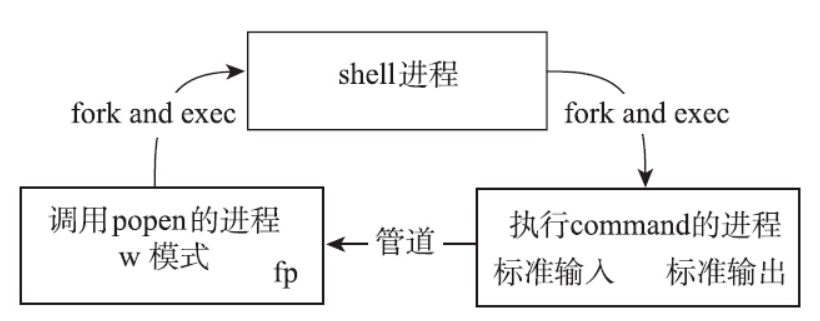 shell进程
fork and exec
fork and exec
调用popen的进程
w 模式
fp
管道
执行command的进程
标准输入 标准输出